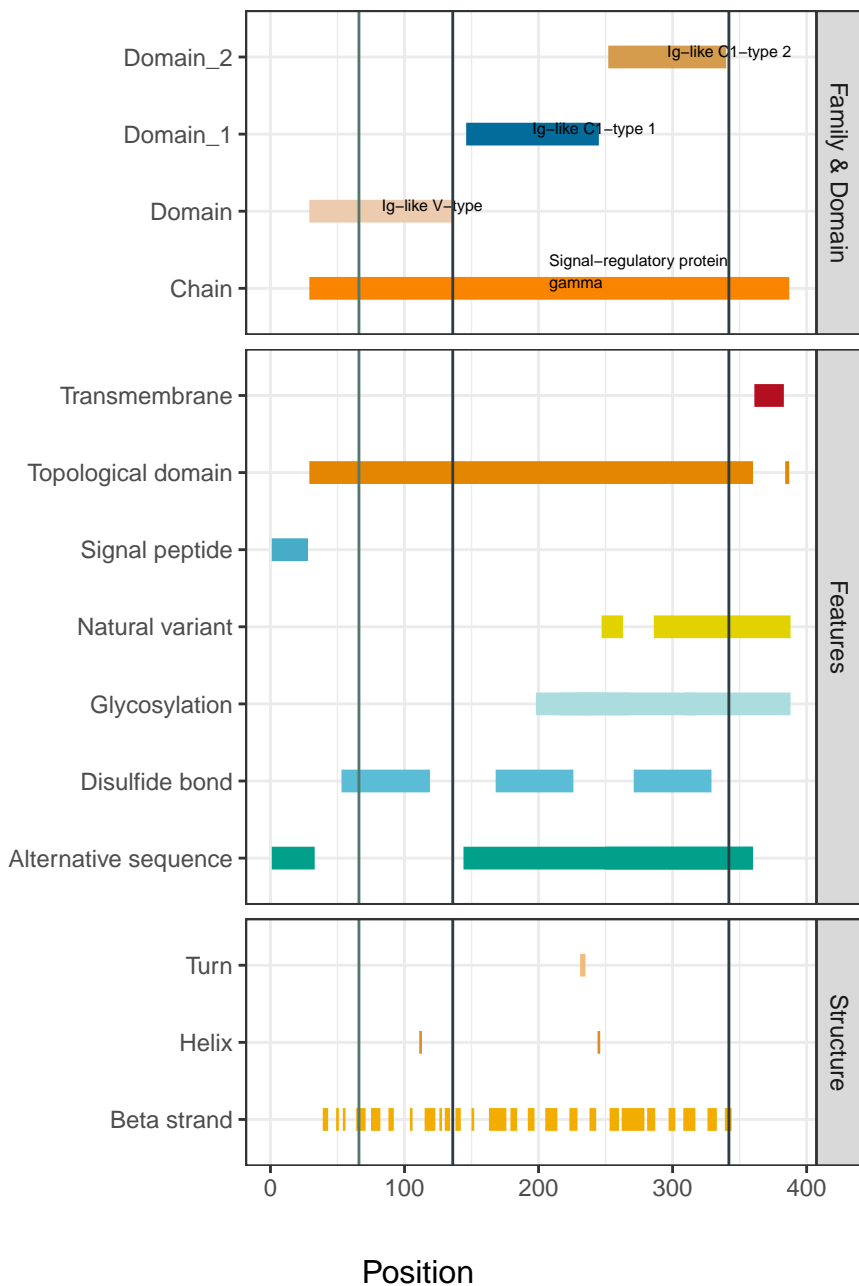 Domain_2
Ig-like C1-type 2
Domain_1
Ig-like C1-type 1
Domain
Ig-like V-type
Chain
Signal-regulatory protein
gamma
Family & Domain
Transmembrane
Topological domain
Signal peptide
Natural variant
Glycosylation
Disulfide bond
Alternative sequence
Features
Turn
Helix
Beta strand
Structure
0 100 200 300 400
Position